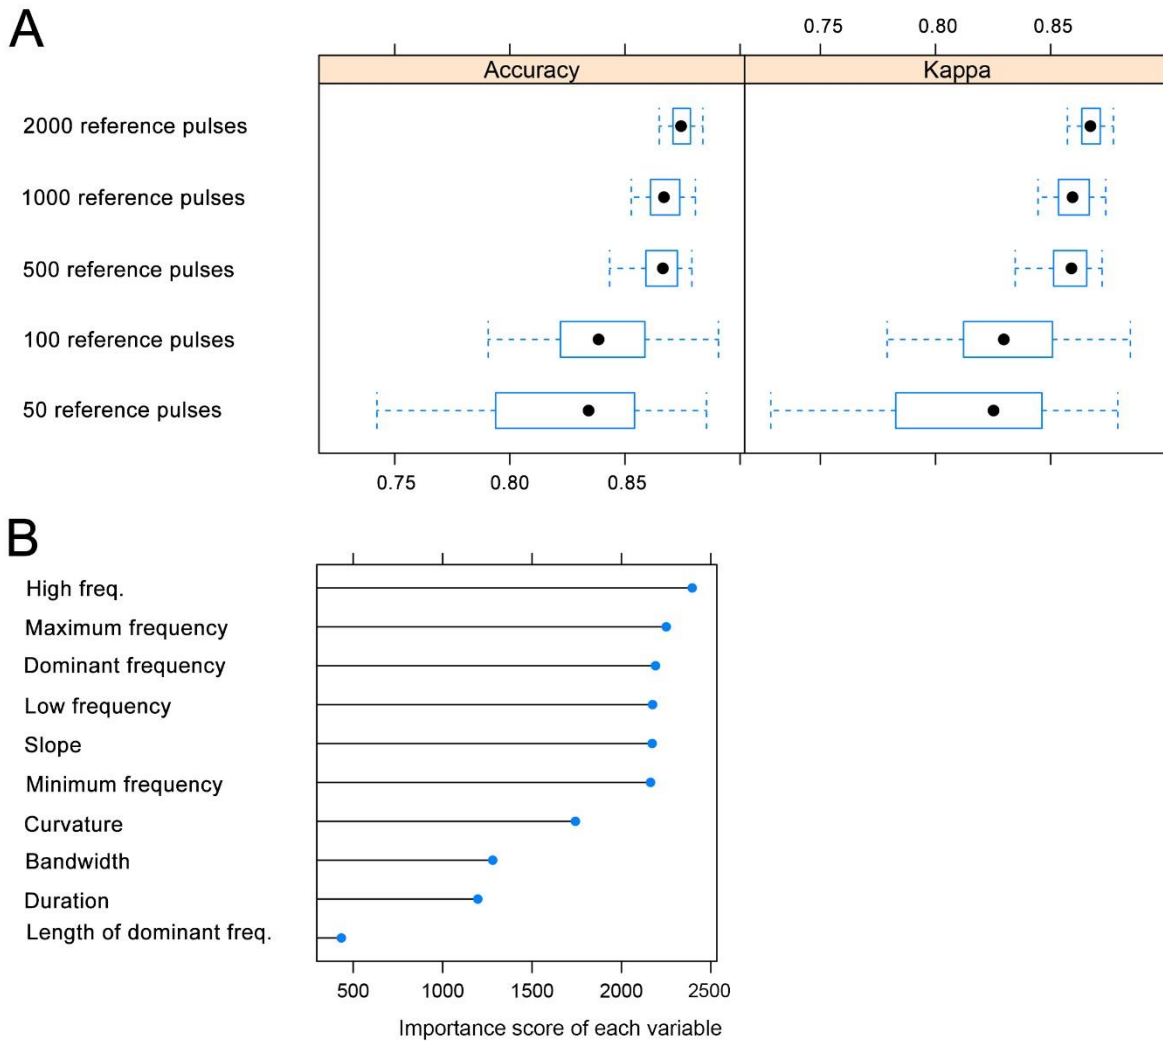 A
0.75 0.80 0.85
Accuracy Kappa
2000 reference pulses
1000 reference pulses
500 reference pulses
100 reference pulses
50 reference pulses
0.75 0.80 0.85
B
High freq.
Maximum frequency
Dominant frequency
Low frequency
Slope
Minimum frequency
Curvature
Bandwidth
Duration
Length of dominant freq.
500 1000 1500 2000 2500
Importance score of each variable